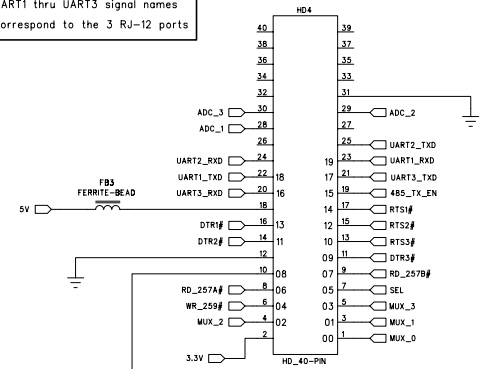 ART1 thru UART3 signal names
orrespond to the 3 RJ-12 ports
HD4
40 39
38 37
36 35
34 33
32 31
ADC_3 30 29 ADC_2
ADC_1 28 27
26 25 UART2_TXD
UART2_RXD 24 19 23 UART1_RXD
UART1_TXD 22 18 17 21 UART3_TXD
UART3_RXD 20 16 15 19 485_TX_EN
FB3
FERRITE-BEAD
5V 18 14 17 RTS1#
DTR1# 16 13 12 15 RTS2#
DTR2# 14 11 10 13 RTS3#
12 09 11 DTR3#
10 08 07 9 RD_257B#
RD_257A# 8 06 05 7 SEL
WR_259# 6 04 03 5 MUX_3
MUX_2 4 02 01 3 MUX_1
2 00 1 MUX_0
3.3V HD_40-PIN